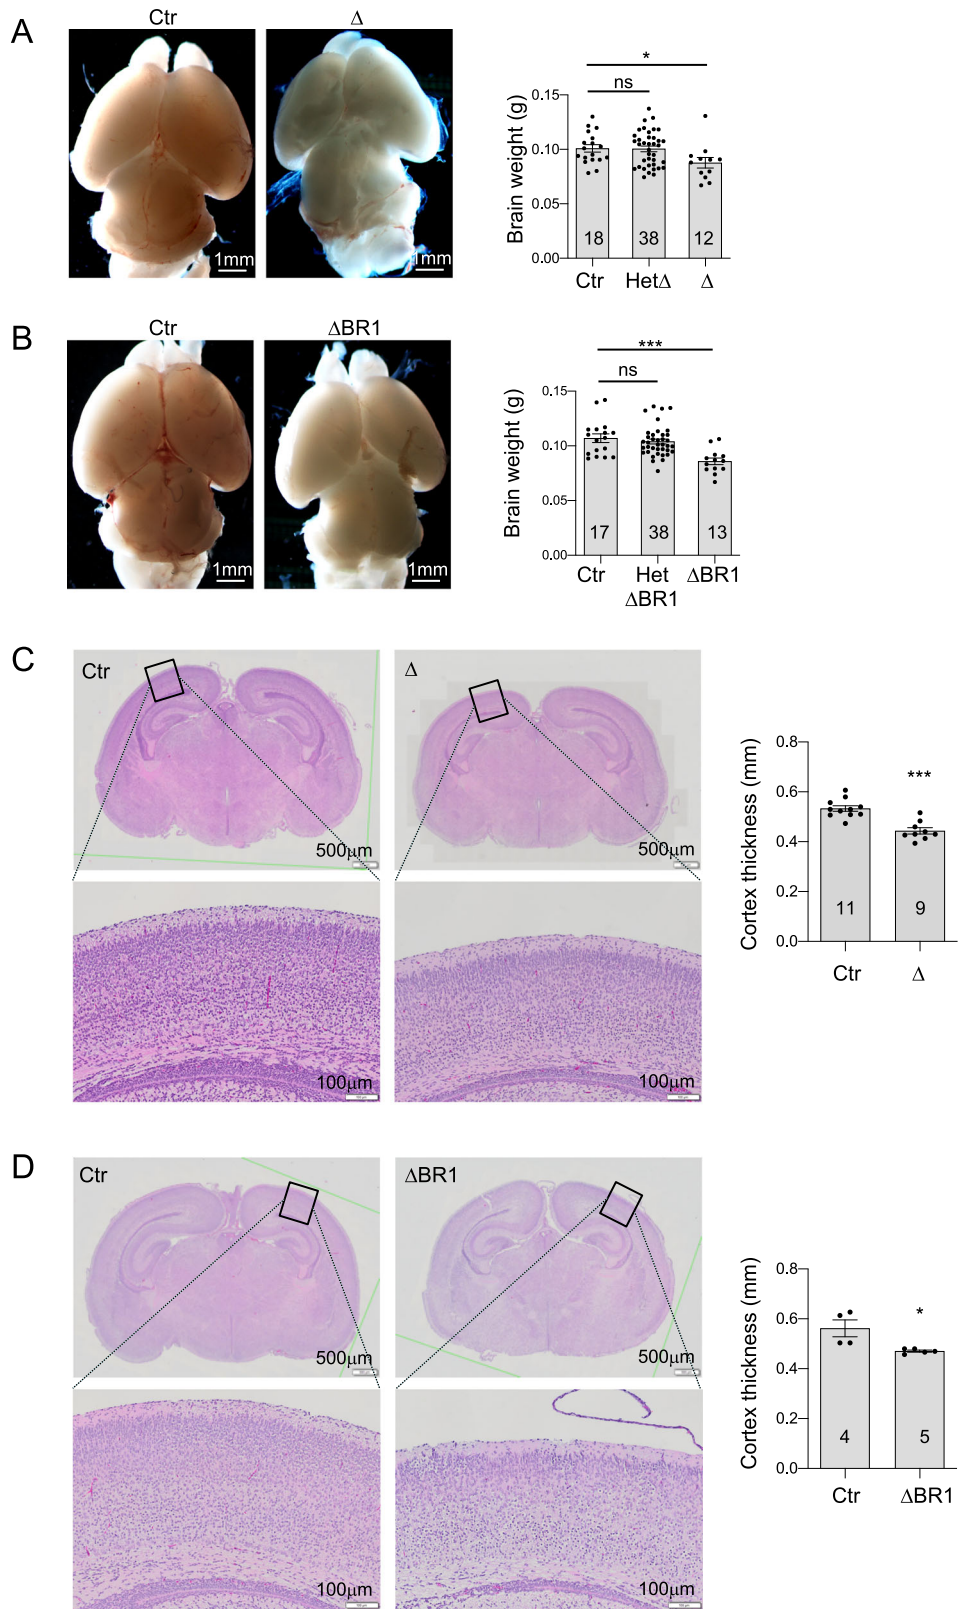 A
Ctr
Δ
1mm
1mm
Brain weight (g)
0.15
0.10
0.05
0.00
*
ns
18
38
12
Ctr
HetΔ
Δ
B
Ctr
ΔBR1
1mm
1mm
Brain weight (g)
0.15
0.10
0.05
0.00
***
ns
17
38
13
Ctr
Het
ΔBR1
ΔBR1
C
Ctr
Δ
500μm
500μm
100μm
100μm
Cortex thickness (mm)
0.8
0.6
0.4
0.2
0.0
***
11
9
Ctr
Δ
D
Ctr
ΔBR1
500μm
500μm
100μm
100μm
Cortex thickness (mm)
0.8
0.6
0.4
0.2
0.0
*
4
5
Ctr
ΔBR1